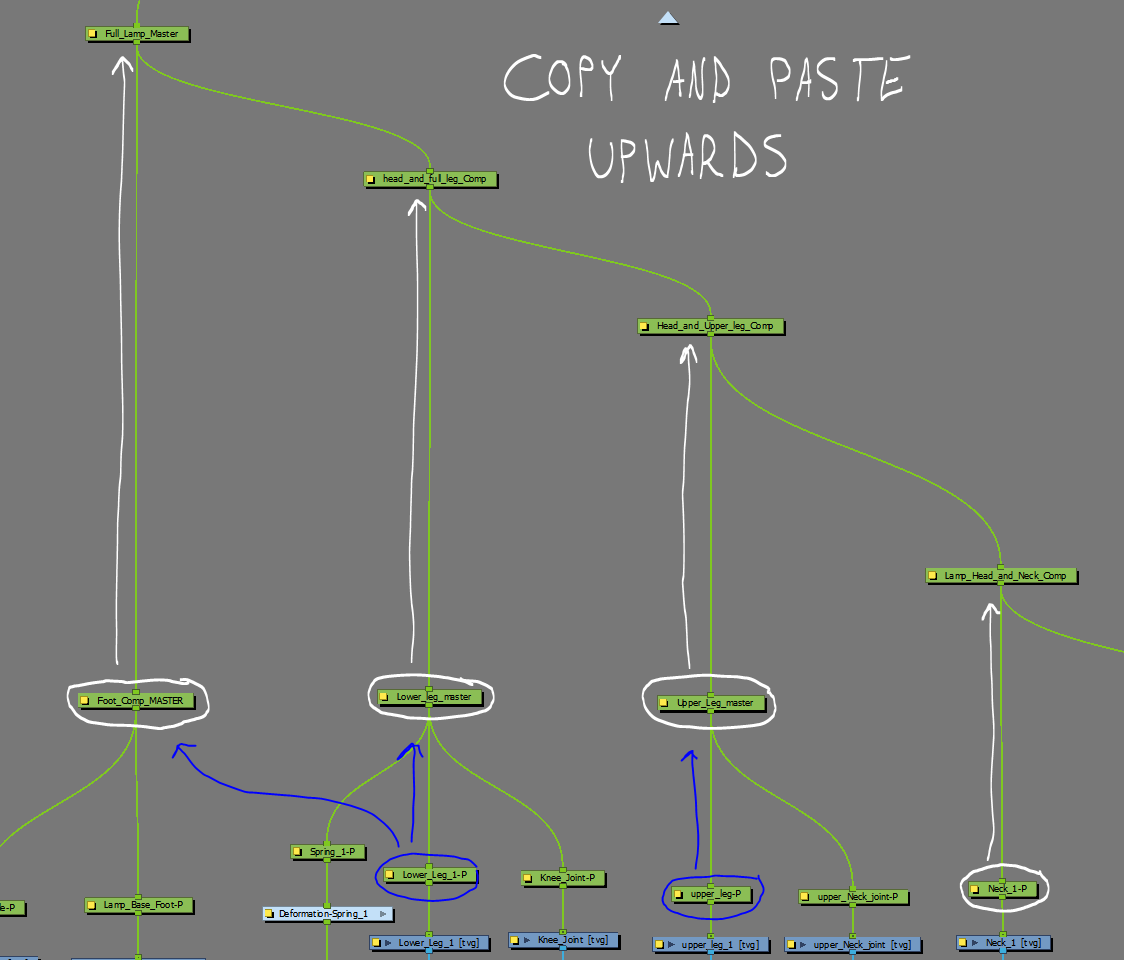 Full_Lamp_Master
COPY AND PASTE
UPWARDS
head_and_full_leg_Comp
Head_and_Upper_leg_Comp
Lamp_Head_and_Neck_Comp
Foot_Comp_MASTER
Lower_leg_master
Upper_Leg_master
Spring_1-P
Lower_Leg_1-P
Knee_Joint-P
upper_leg-P
upper_Neck_joint-P
Neck_1-P
le-P
Lamp_Base_Foot-P
Deformation-Spring_1
Lower_Leg_1 [tvg]
Knee_Joint [tvg]
upper_leg_1 [tvg]
upper_Neck_joint [tvg]
Neck_1 [tvg]